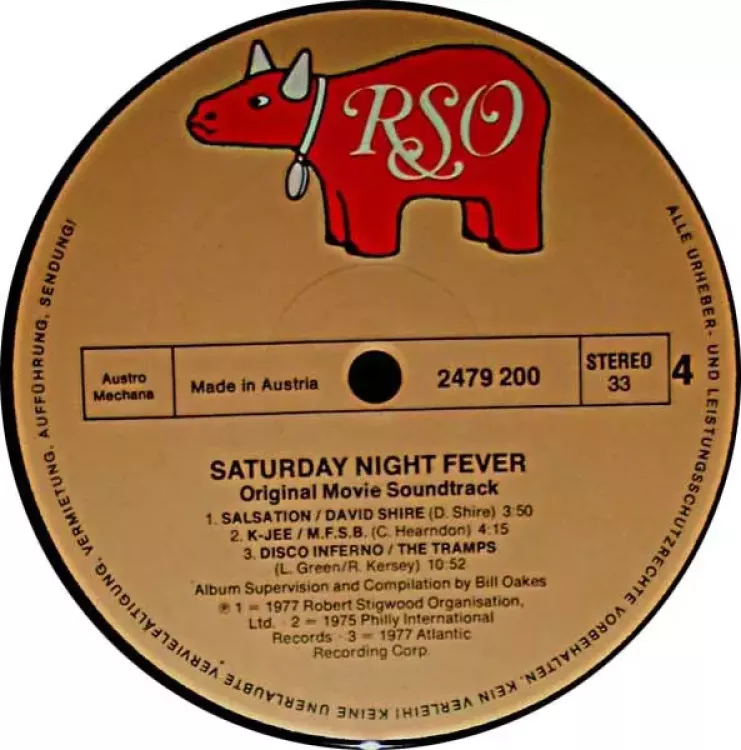 RSO
Austro
Mechana
Made in Austria
2479 200
STEREO
33
4
SATURDAY NIGHT FEVER
Original Movie Soundtrack
1. SALSATION / DAVID SHIRE (D. Shire) 3:50
2. K-JEE / M.F.S.B. (C. Hearndon) 4:15
3. DISCO INFERNO / THE TRAMPS
(L. Green/R. Kersey) 10:52
Album Supervision and Compilation by Bill Oakes
℗ 1 = 1977 Robert Stigwood Organisation,
Ltd. · 2 = 1975 Philly International
Records · 3 = 1977 Atlantic
Recording Corp.
ALLE URHEBER- UND LEISTUNGSSCHUTZRECHTE VORBEHALTEN. KEIN VERLEIH! KEINE UNERLAUBTE VERVIELFÄLTIGUNG, VERMIETUNG, AUFFÜHRUNG, SENDUNG!